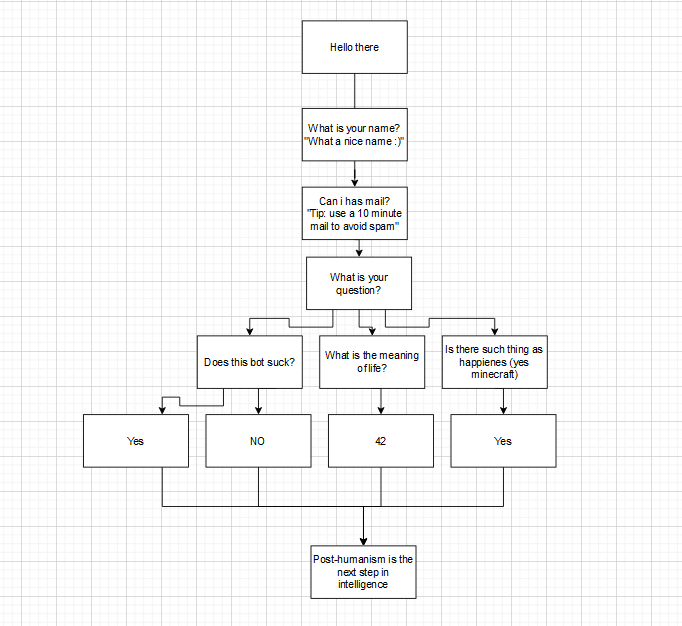 Hello there
What is your name?
"What a nice name :)"
Can i has mail?
"Tip: use a 10 minute
mail to avoid spam"
What is your
question?
Does this bot suck?
What is the meaning
of life?
Is there such thing as
happienes (yes
minecraft)
Yes
NO
42
Yes
Post-humanism is the
next step in
intelligence